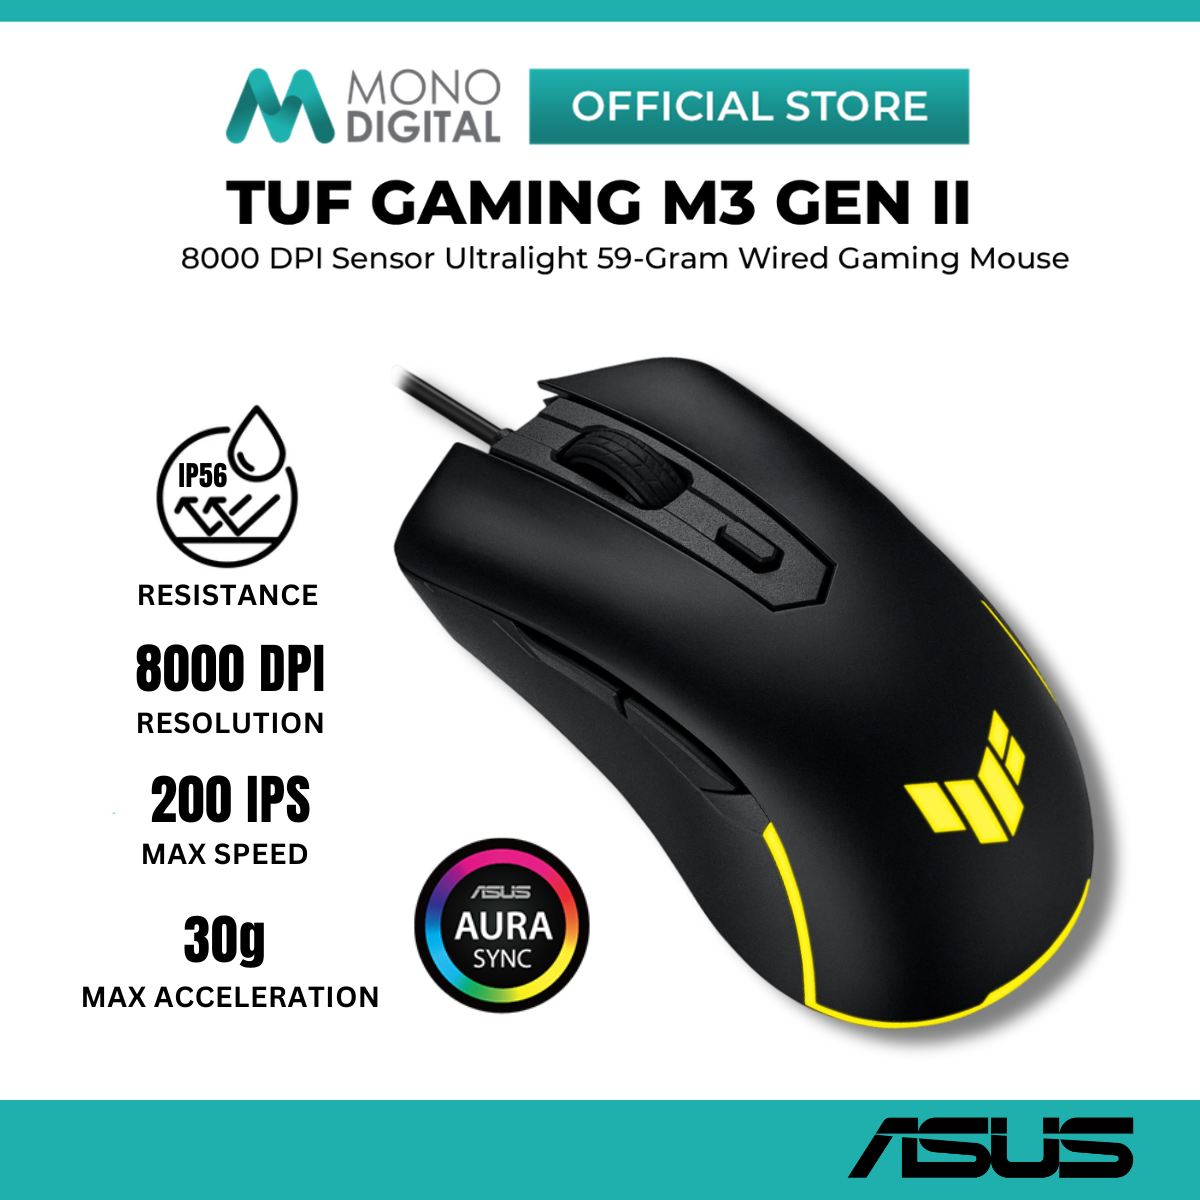 MONO
DIGITAL
OFFICIAL STORE
TUF GAMING M3 GEN II
8000 DPI Sensor Ultralight 59-Gram Wired Gaming Mouse
IP56
RESISTANCE
8000 DPI
RESOLUTION
200 IPS
MAX SPEED
30g
MAX ACCELERATION
ASUS
AURA
SYNC
ASUS